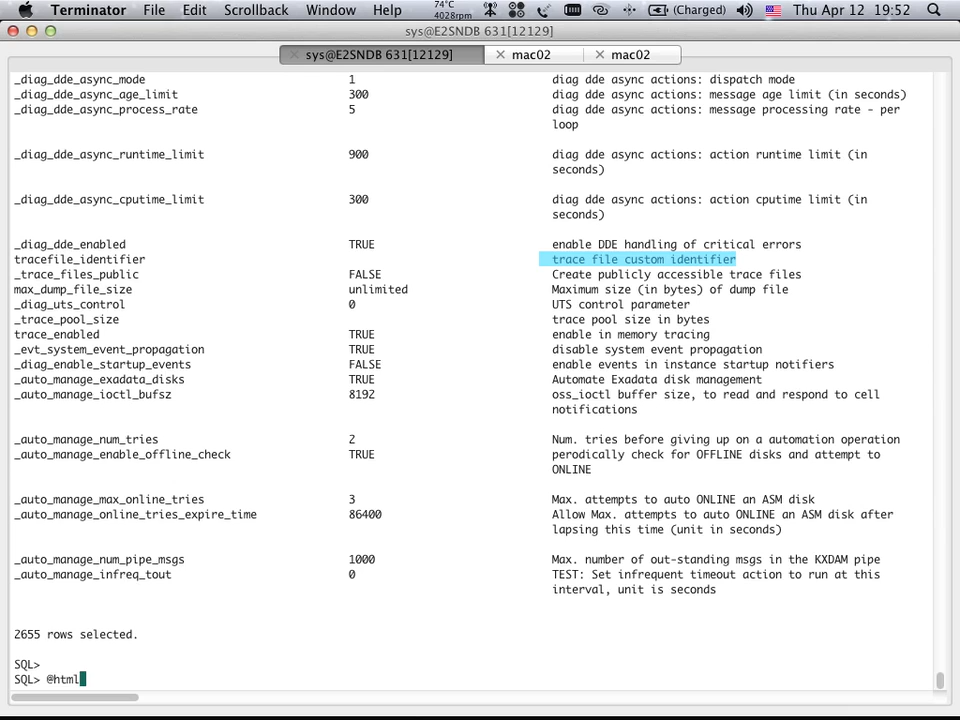 Terminator File Edit Scrollback Window Help 74°C 4028rpm (Charged) Thu Apr 12 19:52
sys@E2SNDB 631[12129]
sys@E2SNDB 631[12129] mac02 mac02
_diag_dde_async_mode 1 diag dde async actions: dispatch mode
_diag_dde_async_age_limit 300 diag dde async actions: message age limit (in seconds)
_diag_dde_async_process_rate 5 diag dde async actions: message processing rate - per
loop
_diag_dde_async_runtime_limit 900 diag dde async actions: action runtime limit (in
seconds)
_diag_dde_async_cputime_limit 300 diag dde async actions: action cputime limit (in
seconds)
_diag_dde_enabled TRUE enable DDE handling of critical errors
tracefile_identifier trace file custom identifier
_trace_files_public FALSE Create publicly accessible trace files
max_dump_file_size unlimited Maximum size (in bytes) of dump file
_diag_uts_control 0 UTS control parameter
_trace_pool_size trace pool size in bytes
trace_enabled TRUE enable in memory tracing
_evt_system_event_propagation TRUE disable system event propagation
_diag_enable_startup_events FALSE enable events in instance startup notifiers
_auto_manage_exadata_disks TRUE Automate Exadata disk management
_auto_manage_ioctl_bufsz 8192 oss_ioctl buffer size, to read and respond to cell
notifications
_auto_manage_num_tries 2 Num. tries before giving up on a automation operation
_auto_manage_enable_offline_check TRUE perodically check for OFFLINE disks and attempt to
ONLINE
_auto_manage_max_online_tries 3 Max. attempts to auto ONLINE an ASM disk
_auto_manage_online_tries_expire_time 86400 Allow Max. attempts to auto ONLINE an ASM disk after
lapsing this time (unit in seconds)
_auto_manage_num_pipe_msgs 1000 Max. number of out-standing msgs in the KXDAM pipe
_auto_manage_infreq_tout 0 TEST: Set infrequent timeout action to run at this
interval, unit is seconds
2655 rows selected.
SQL>
SQL> @html